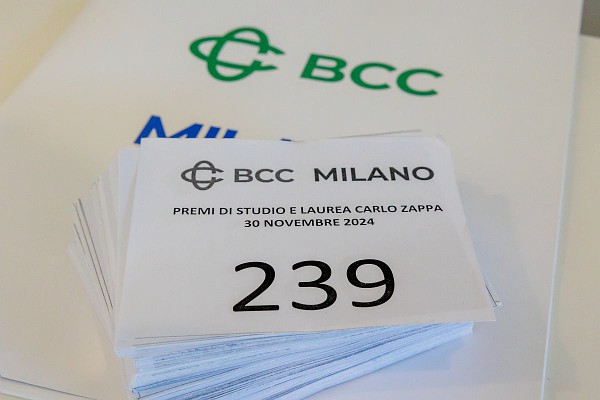 BCC
BCC MILANO
PREMI DI STUDIO E LAUREA CARLO ZAPPA
30 NOVEMBRE 2024
239